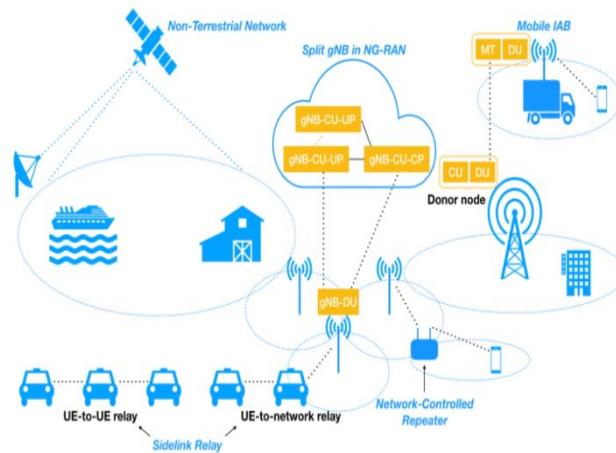 Non-Terrestrial Network
Split gNB in NG-RAN
Mobile IAB
MT DU
gNB-CU-UP
gNB-CU-UP
gNB-CU-CP
CU DU
Donor node
gNB-DU
UE-to-UE relay
UE-to-network relay
Sidelink Relay
Network-Controlled
Repeater